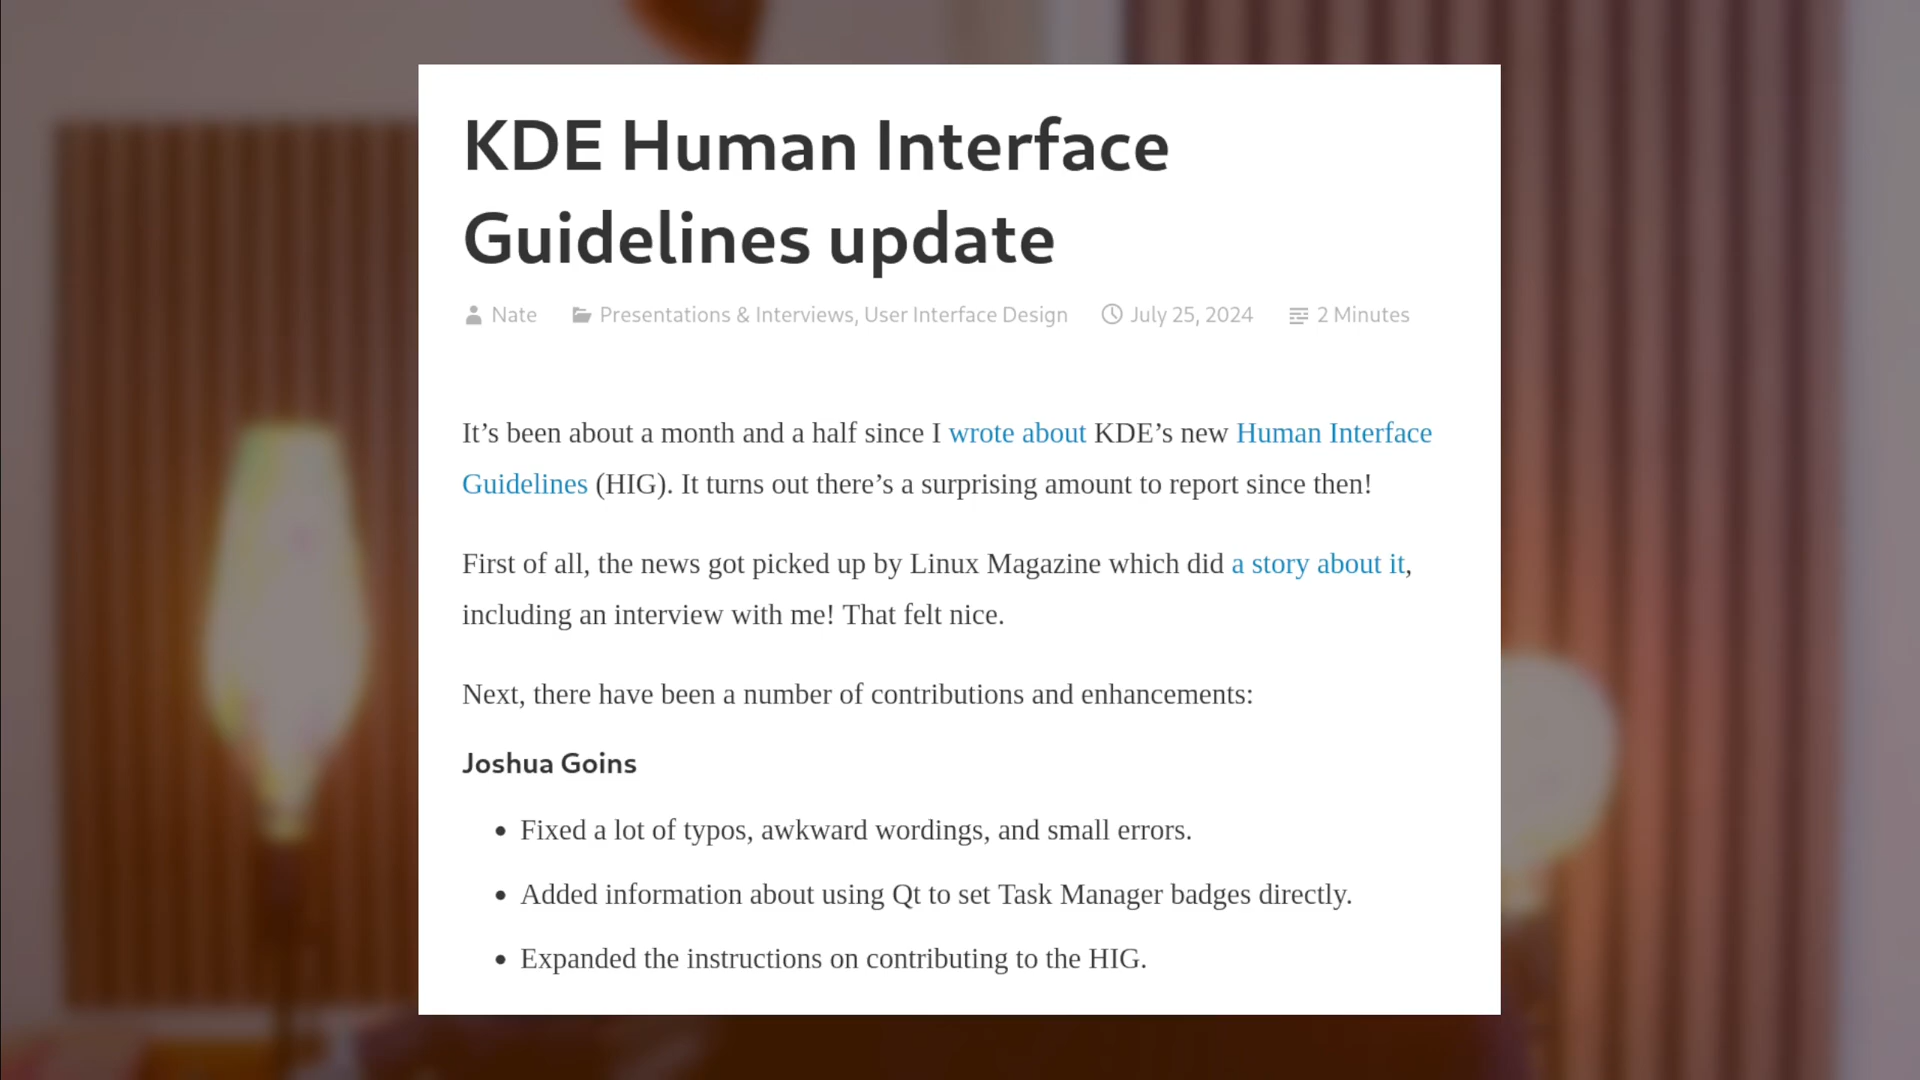 KDE Human Interface
Guidelines update
Nate Presentations & Interviews, User Interface Design July 25, 2024 2 Minutes
It’s been about a month and a half since I wrote about KDE’s new Human Interface
Guidelines (HIG). It turns out there’s a surprising amount to report since then!
First of all, the news got picked up by Linux Magazine which did a story about it,
including an interview with me! That felt nice.
Next, there have been a number of contributions and enhancements:
Joshua Goins
• Fixed a lot of typos, awkward wordings, and small errors.
• Added information about using Qt to set Task Manager badges directly.
• Expanded the instructions on contributing to the HIG.